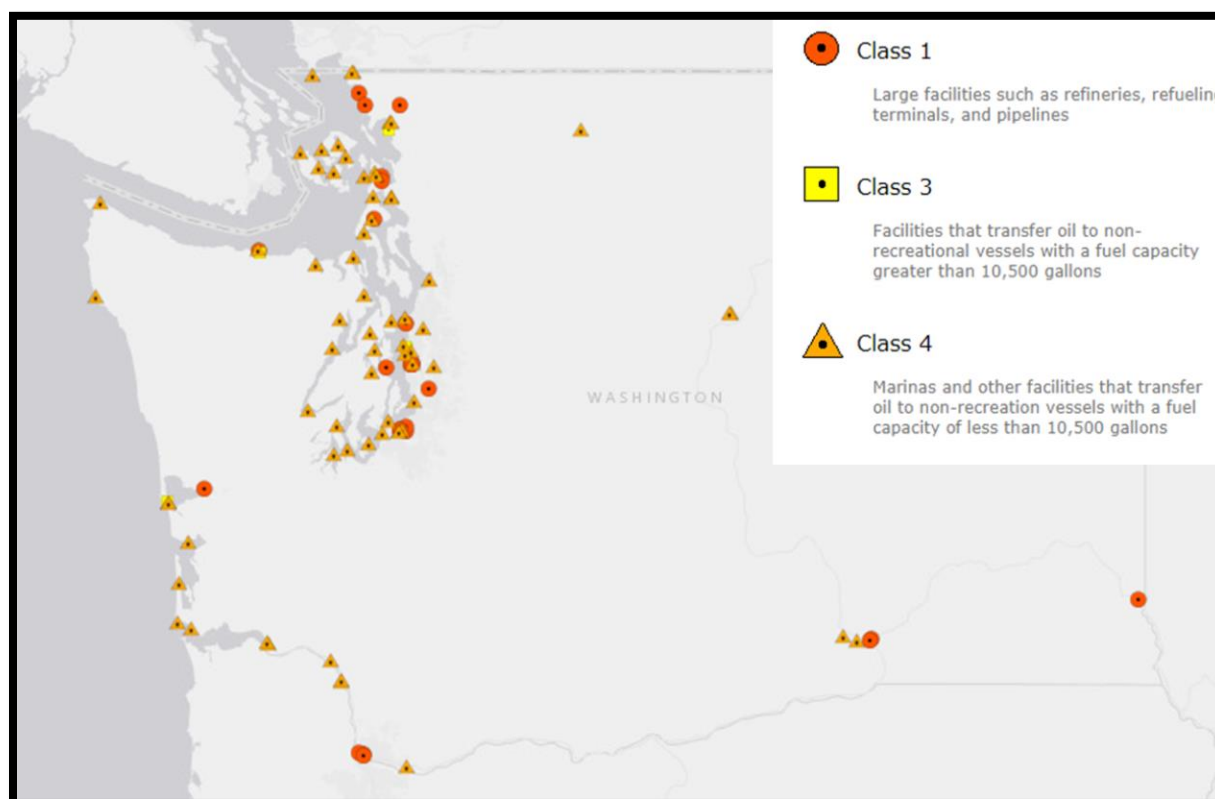 Class 1
Large facilities such as refineries, refueling
terminals, and pipelines
Class 3
Facilities that transfer oil to non-
recreational vessels with a fuel capacity
greater than 10,500 gallons
WASHINGTON
Class 4
Marinas and other facilities that transfer
oil to non-recreation vessels with a fuel
capacity of less than 10,500 gallons